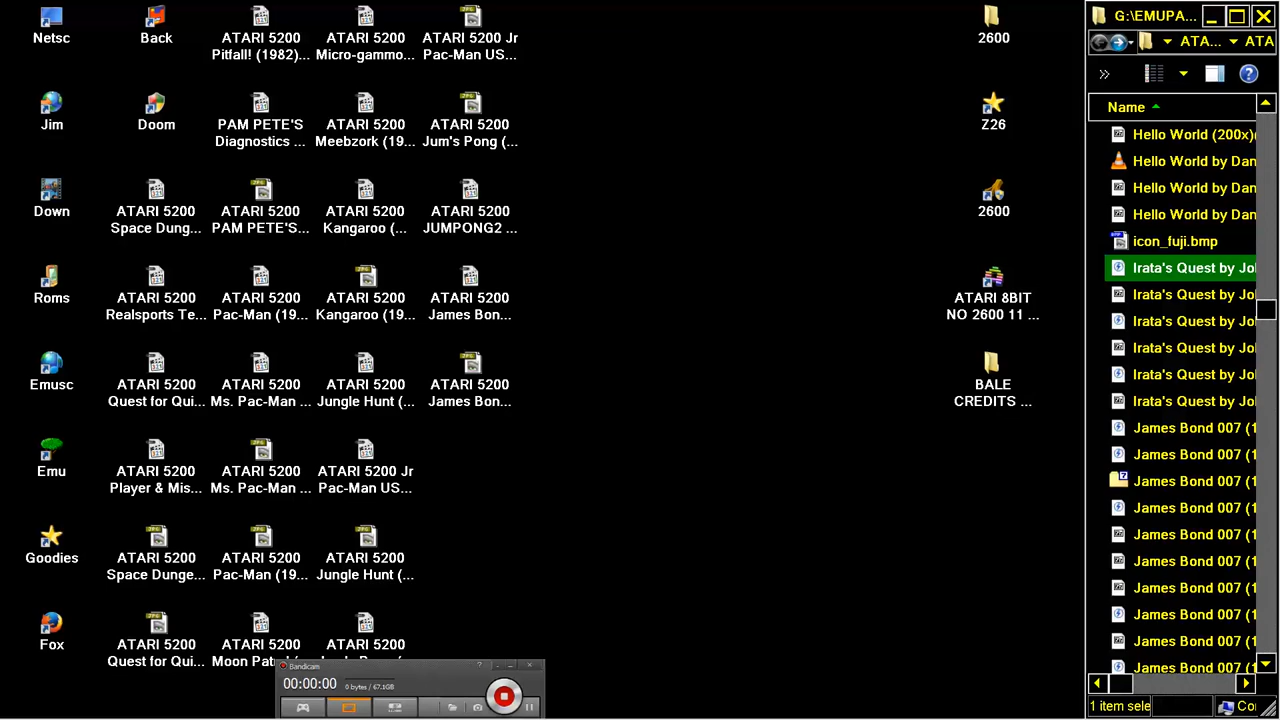 Netsc
Back
ATARI 5200
Pitfall! (1982)...
ATARI 5200
Micro-gammo...
ATARI 5200 Jr
Pac-Man US...
2600
Jim
Doom
PAM PETE'S
Diagnostics ...
ATARI 5200
Meebzork (19...
ATARI 5200
Jum's Pong (...
Z26
Down
ATARI 5200
Space Dung...
ATARI 5200
PAM PETE'S...
ATARI 5200
Kangaroo (...
ATARI 5200
JUMPONG2 ...
2600
Roms
ATARI 5200
Realsports Te...
ATARI 5200
Pac-Man (19...
ATARI 5200
Kangaroo (19...
ATARI 5200
James Bon...
ATARI 8BIT
NO 2600 11 ...
Emusc
ATARI 5200
Quest for Qui...
ATARI 5200
Ms. Pac-Man ...
ATARI 5200
Jungle Hunt (...
ATARI 5200
James Bon...
BALE
CREDITS ...
Emu
ATARI 5200
Player & Mis...
ATARI 5200
Ms. Pac-Man ...
ATARI 5200 Jr
Pac-Man US...
Goodies
ATARI 5200
Space Dunge...
ATARI 5200
Pac-Man (19...
ATARI 5200
Jungle Hunt (...
Fox
ATARI 5200
Quest for Qui...
ATARI 5200
Moon Pat
ATARI 5200
Bandicam
00:00:00
0 bytes / 67.1GB
G:\EMUPA...
ATA... ATA
Name
Hello World (200x)
Hello World by Dan
Hello World by Dan
Hello World by Dan
icon_fuji.bmp
Irata's Quest by Jo
Irata's Quest by Jo
Irata's Quest by Jo
Irata's Quest by Jo
Irata's Quest by Jo
Irata's Quest by Jo
James Bond 007 (1
James Bond 007 (1
James Bond 007 (1
James Bond 007 (1
James Bond 007 (1
James Bond 007 (1
James Bond 007 (1
James Bond 007 (1
James Bond 007 (1
James Bond 007 (1
1 item sele
Co